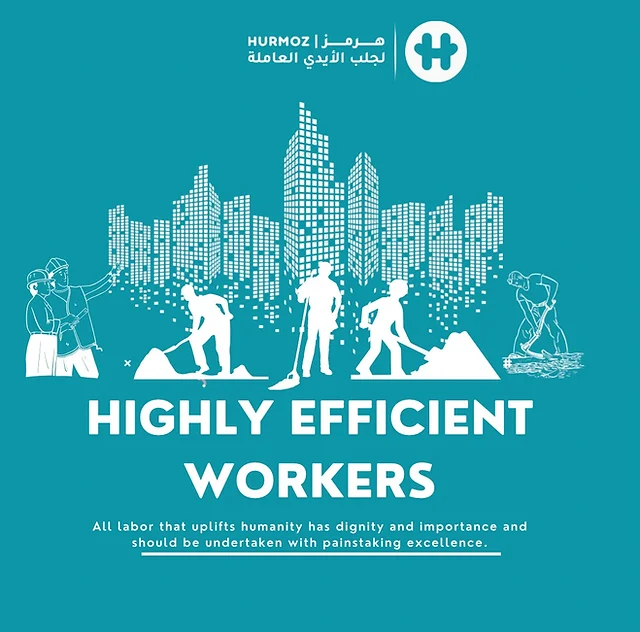 HURMOZ | هـرمـز
لجلب الأيدي العاملة
HIGHLY EFFICIENT
WORKERS
All labor that uplifts humanity has dignity and importance and
should be undertaken with painstaking excellence.